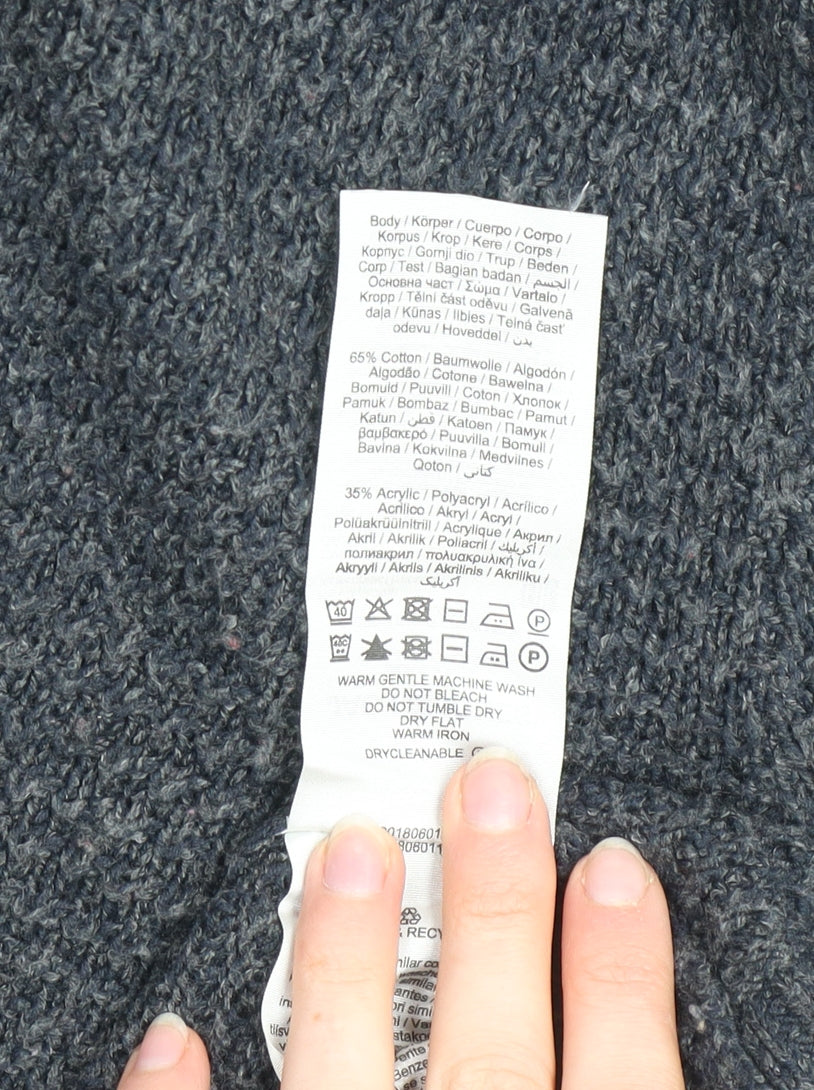 Body / Körper / Cuerpo / Corpo /
Korpus / Krop / Kere / Corps /
Корпус / Gornji dio / Trup / Beden /
Corp / Test / Bagian badan / الجسم /
Основна част / Σώμα / Vartalo /
Kropp / Tělní část oděvu / Galvenā
daļa / Kūnas / Iibies / Telná časť
odevu / Hoveddel / بدن
65% Cotton / Baumwolle / Algodón /
Algodão / Cotone / Bawełna /
Bomuld / Puuvill / Coton / Хлопок /
Pamuk / Bombaz / Bumbac / Pamut /
Katun / قطن / Katoen / Памук /
βαμβακερό / Puuvilla / Bomull /
Bavlna / Kokvilna / Medvilnės /
Qoton / كتانى
35% Acrylic / Polyacryl / Acrílico /
Acrilico / Akryl / Acryl /
Polüakrüülnitriil / Acrylique / Акрил /
Akril / Akrilik / Poliacril / أكريليك /
полиакрил / πολυακρυλική ίνα /
Akryyli / Akrils / Akrilinis / Akriliku /
أكريليك
40 P
40C P
WARM GENTLE MACHINE WASH
DO NOT BLEACH
DO NOT TUMBLE DRY
DRY FLAT
WARM IRON
DRYCLEANABLE